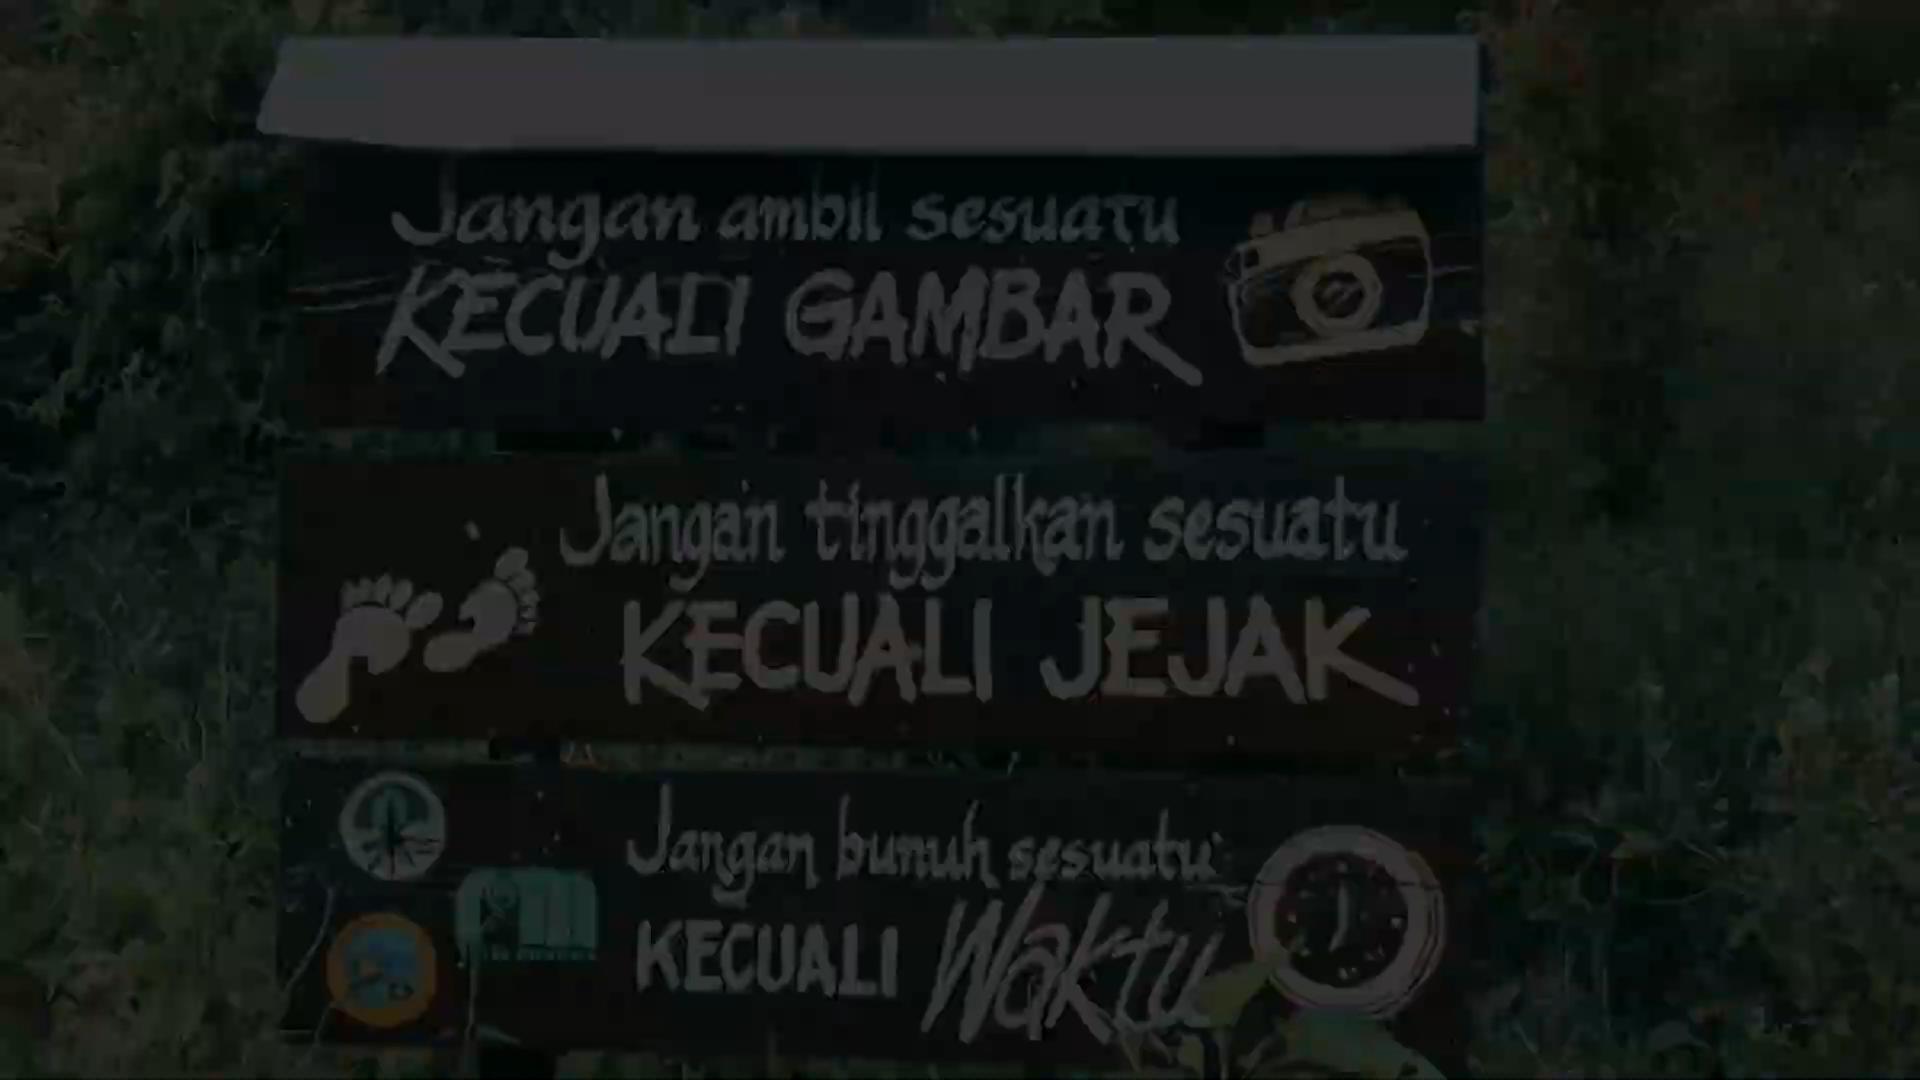 Jangan ambil sesuatu
KECUALI GAMBAR
Jangan tinggalkan sesuatu
KECUALI JEJAK
Jangan bunuh sesuatu
KECUALI Waktu